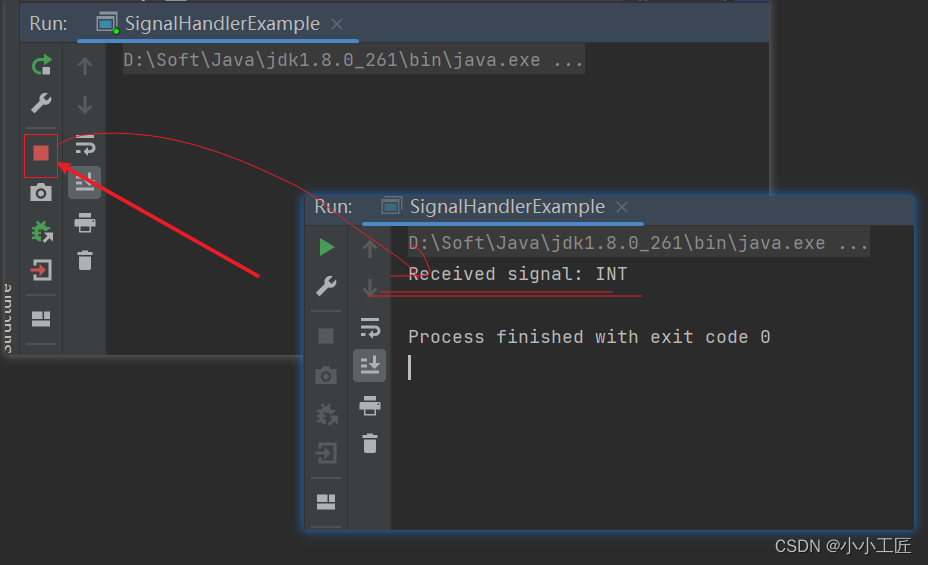 Run: SignalHandlerExample
D:\Soft\Java\jdk1.8.0_261\bin\java.exe ...
Structure
Run: SignalHandlerExample
D:\Soft\Java\jdk1.8.0_261\bin\java.exe ...
Received signal: INT
Process finished with exit code 0
CSDN @小小工匠